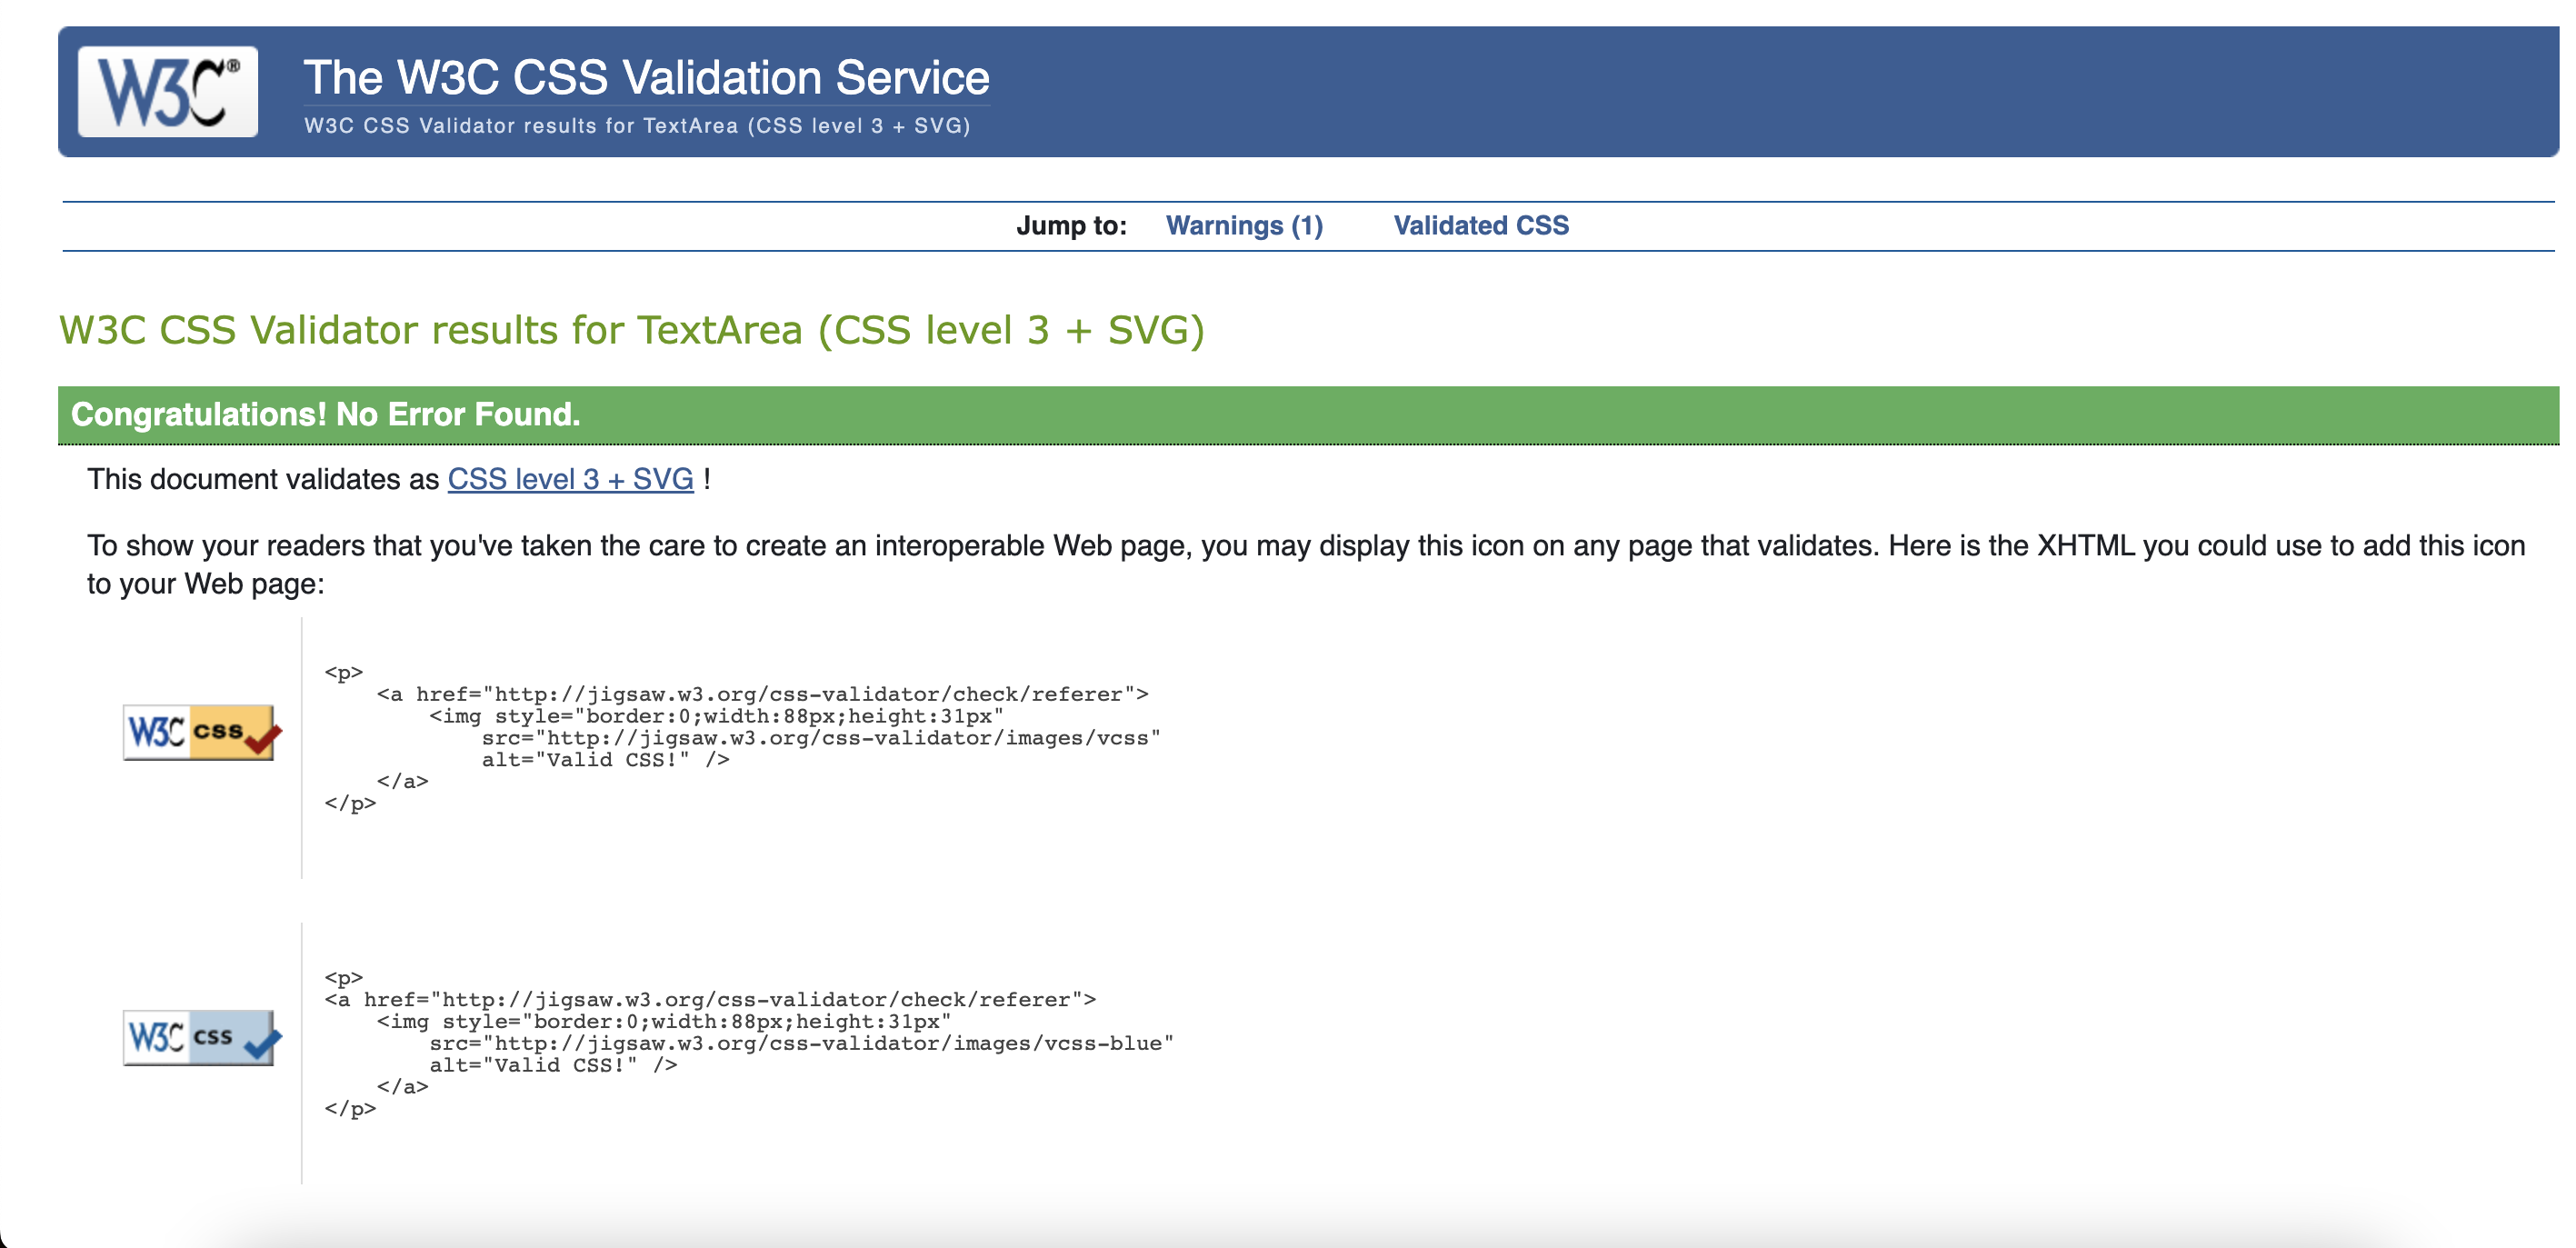 W3C®
The W3C CSS Validation Service
W3C CSS Validator results for TextArea (CSS level 3 + SVG)
Jump to: Warnings (1) Validated CSS
W3C CSS Validator results for TextArea (CSS level 3 + SVG)
Congratulations! No Error Found.
This document validates as CSS level 3 + SVG !
To show your readers that you've taken the care to create an interoperable Web page, you may display this icon on any page that validates. Here is the XHTML you could use to add this icon
to your Web page:
W3C css
<p>
<a href="http://jigsaw.w3.org/css-validator/check/referer">
<img style="border:0;width:88px;height:31px"
src="http://jigsaw.w3.org/css-validator/images/vcss"
alt="Valid CSS!" />
</a>
</p>
W3C css
<p>
<a href="http://jigsaw.w3.org/css-validator/check/referer">
<img style="border:0;width:88px;height:31px"
src="http://jigsaw.w3.org/css-validator/images/vcss-blue"
alt="Valid CSS!" />
</a>
</p>